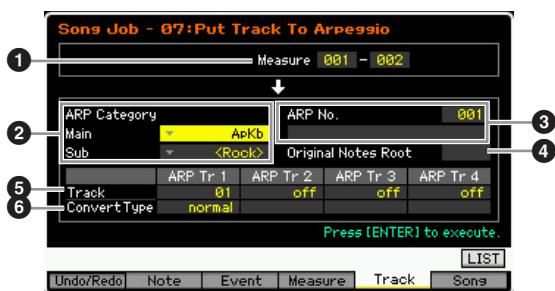 Song Job - 07:Put Track To Arpeggio
1 Measure 001 - 002
ARP Category ARP No. 001 3
2 Main ApKb
Sub <Rock> Original Notes Root 4
ARP Tr 1 ARP Tr 2 ARP Tr 3 ARP Tr 4
5 Track 01 off off off
6 ConvertType normal
Press [ENTER] to execute.
LIST
Undo/Redo Note Event Measure Track Song